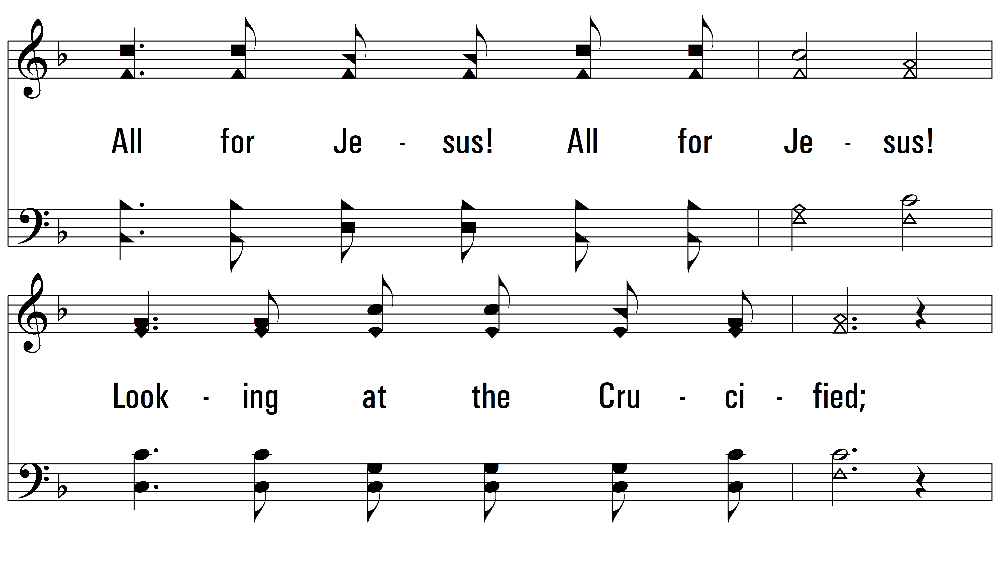 All for Je - sus! All for Je - sus!
Look - ing at the Cru - ci - fied;